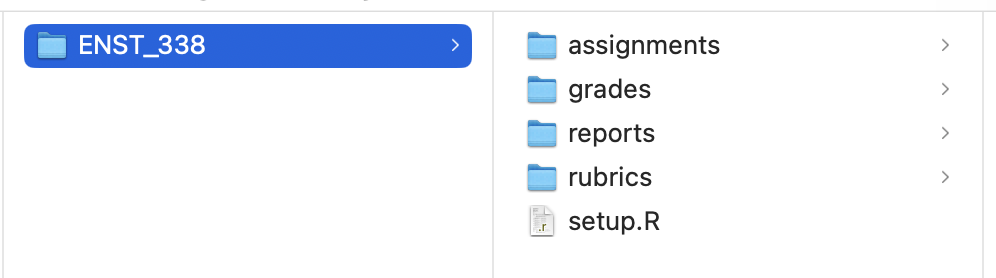 ENST_338
assignments
grades
reports
rubrics
.r
setup.R